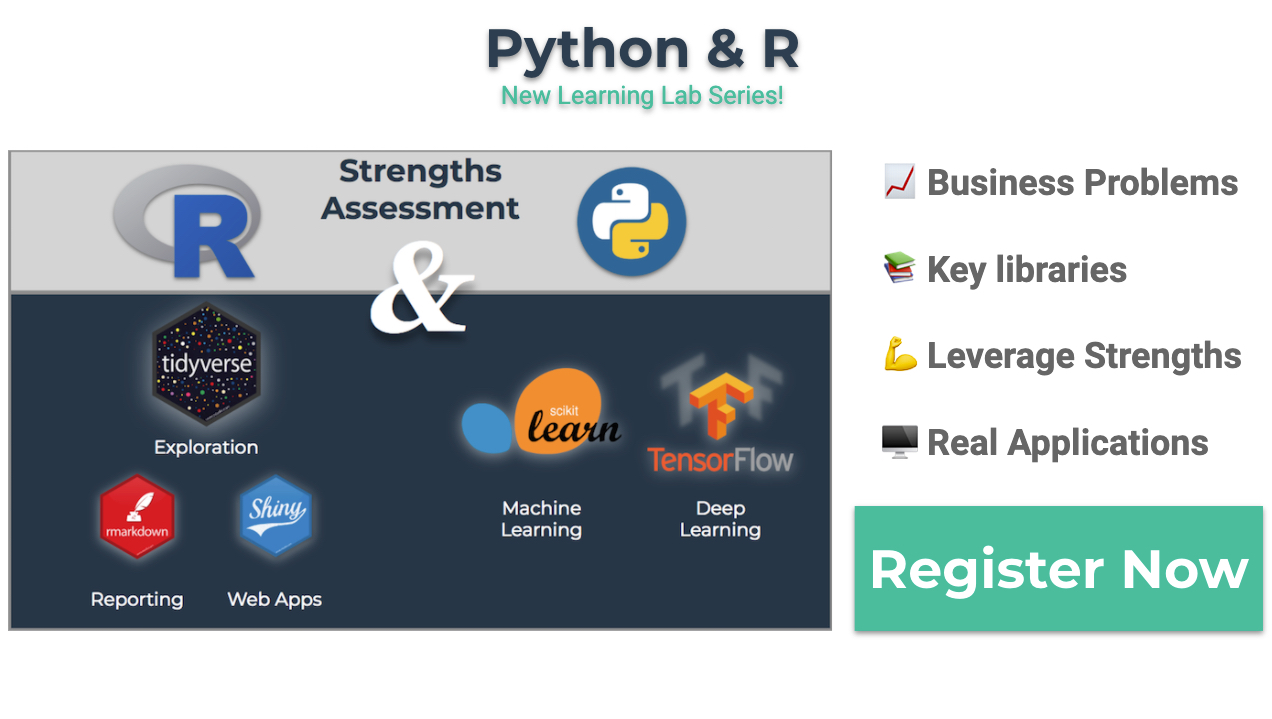 Python & R
New Learning Lab Series!
Strengths
Assessment
R
&
tidyverse
Exploration
rmarkdown
Reporting
Shiny
Web Apps
scikit
learn
Machine
Learning
TensorFlow
Deep
Learning
Business Problems
Key libraries
Leverage Strengths
Real Applications
Register Now